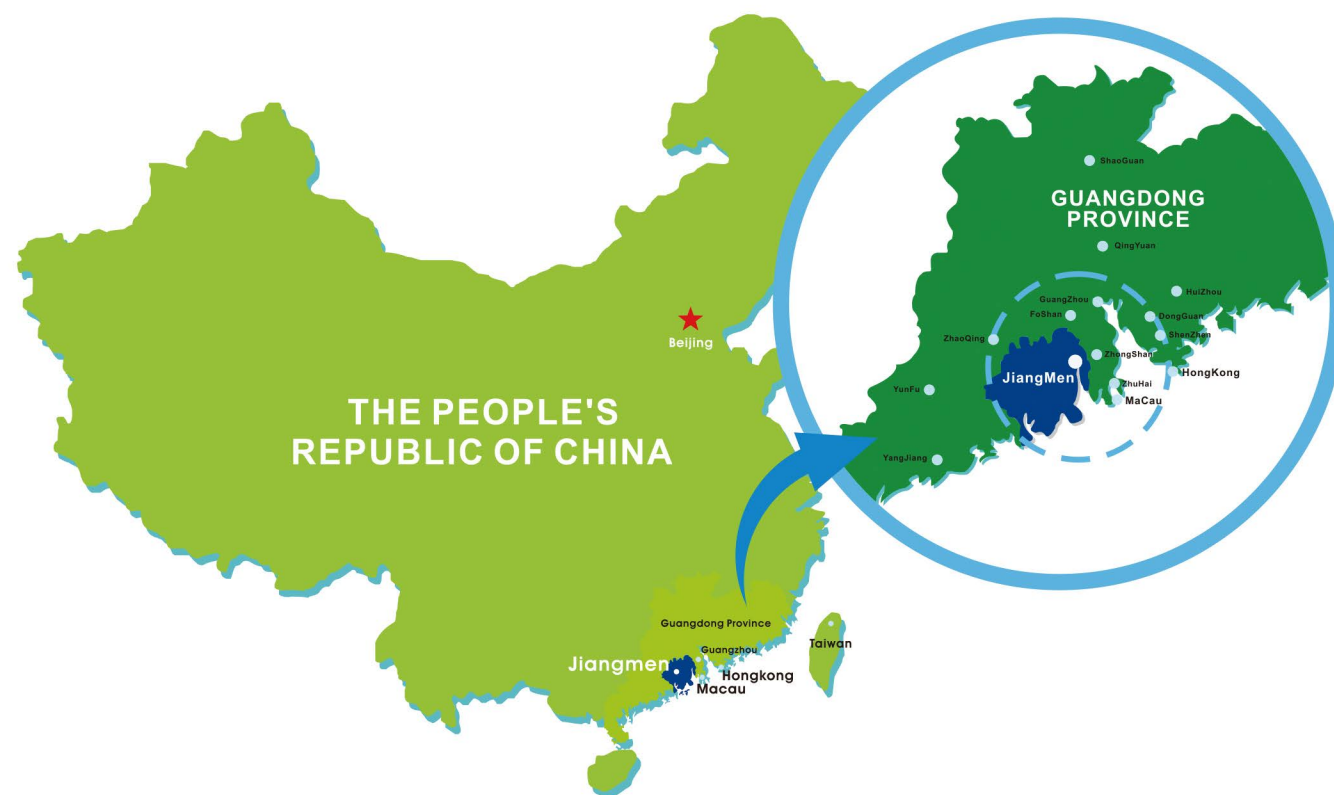 Beijing
THE PEOPLE'S
REPUBLIC OF CHINA
Guangdong Province
Guangzhou
Jiangmen
Hongkong
Macau
Taiwan
ShaoGuan
GUANGDONG
PROVINCE
QingYuan
HuiZhou
GuangZhou
FoShan
DongGuan
ShanZhen
ZhaoQing
ZhongShan
JiangMen
HongKong
ZhuHai
MaCau
YunFu
YangJiang